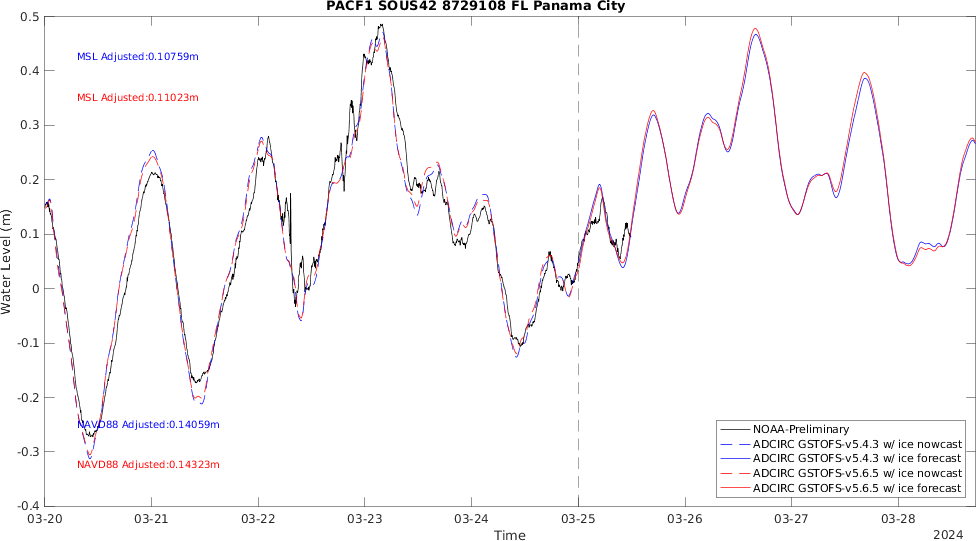 PACF1 SOUS42 8729108 FL Panama City
0.5
MSL Adjusted:0.10759m
0.4
MSL Adjusted:0.11023m
0.3
0.2
0.1
Water Level (m)
0
-0.1
-0.2
NAVD88 Adjusted:0.14059m
NOAA-Preliminary
ADCIRC GSTOFS-v5.4.3 w/ ice nowcast
-0.3
ADCIRC GSTOFS-v5.4.3 w/ ice forecast
NAVD88 Adjusted:0.14323m
ADCIRC GSTOFS-v5.6.5 w/ ice nowcast
ADCIRC GSTOFS-v5.6.5 w/ ice forecast
-0.4
03-20 03-21 03-22 03-23 03-24 03-25 03-26 03-27 03-28
Time
2024